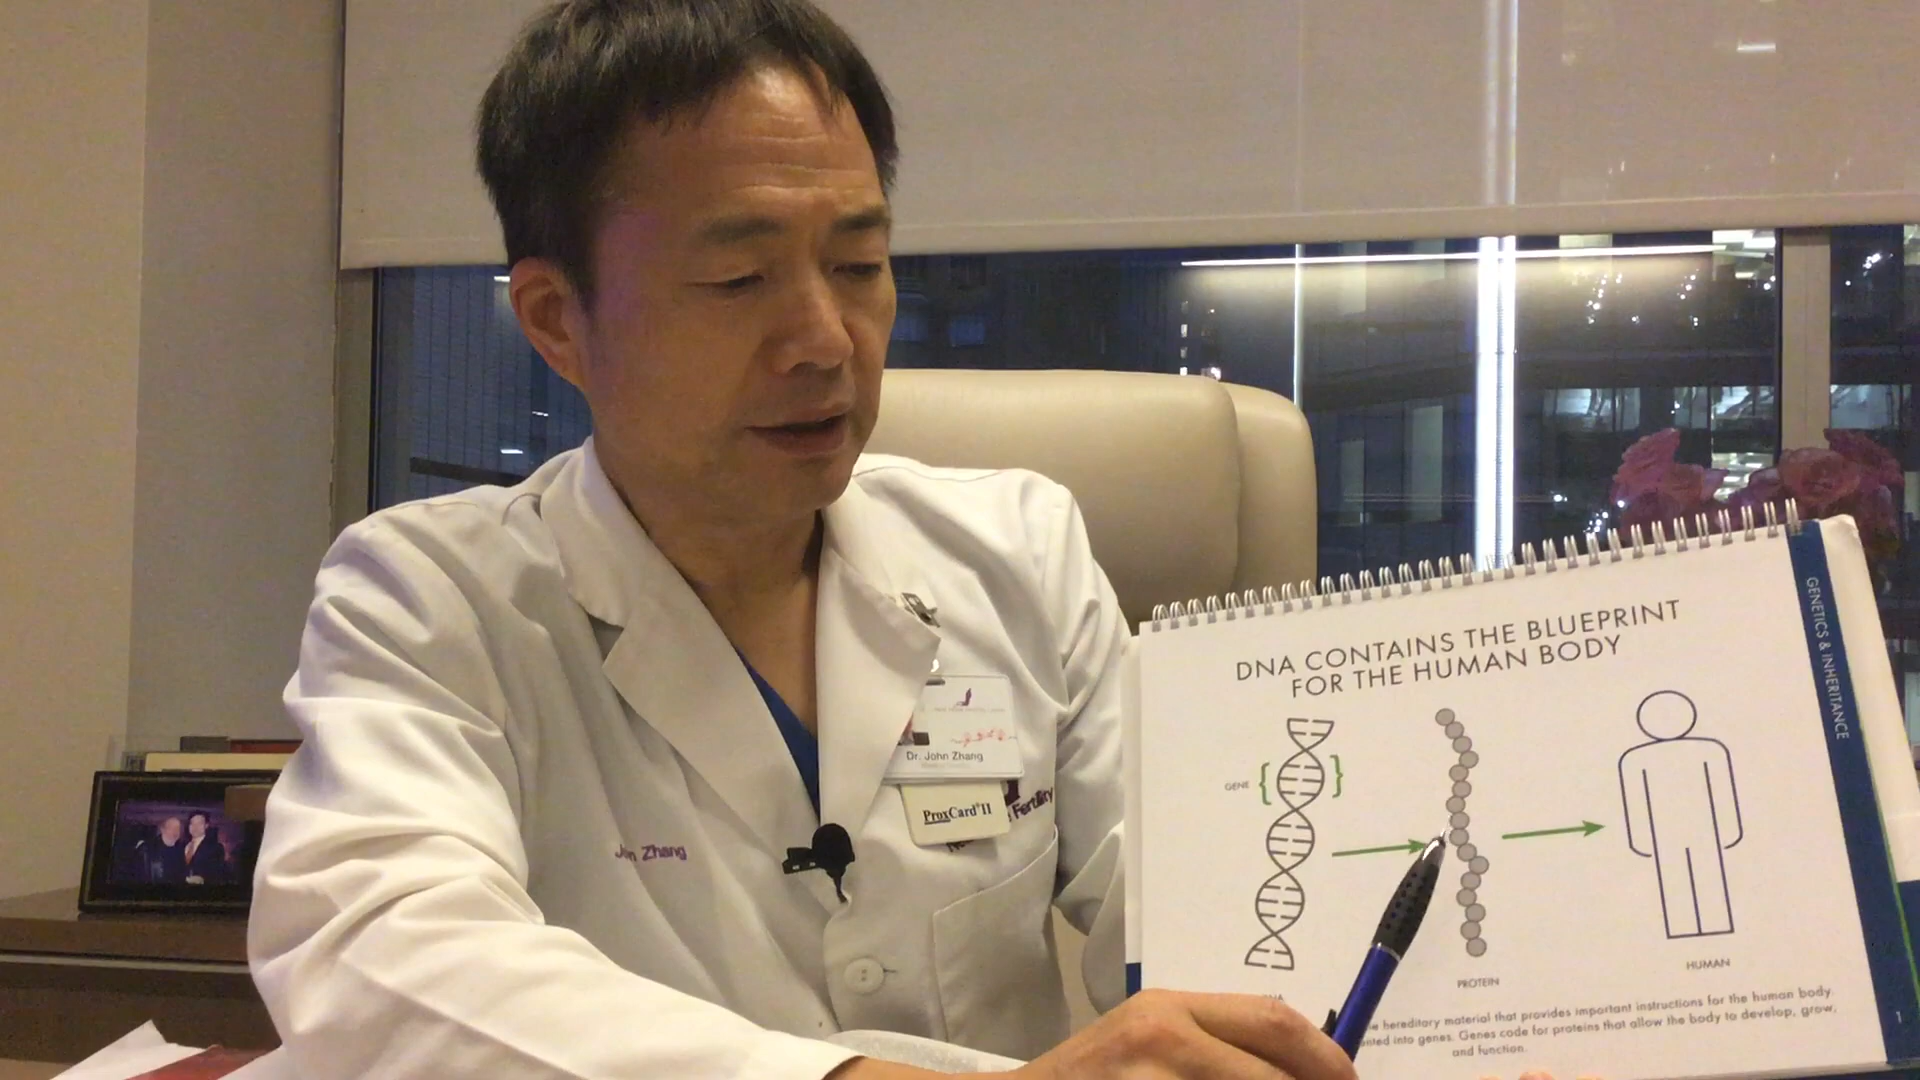 DNA CONTAINS THE BLUEPRINT
FOR THE HUMAN BODY
GENETICS & INHERITANCE
GENE
PROTEIN
HUMAN
hereditary material that provides important instructions for the human body.
into genes. Genes code for proteins that allow the body to develop, grow,
and function.
1
Dr. John Zhang
ProxCard®II
Fertility
John Zhang